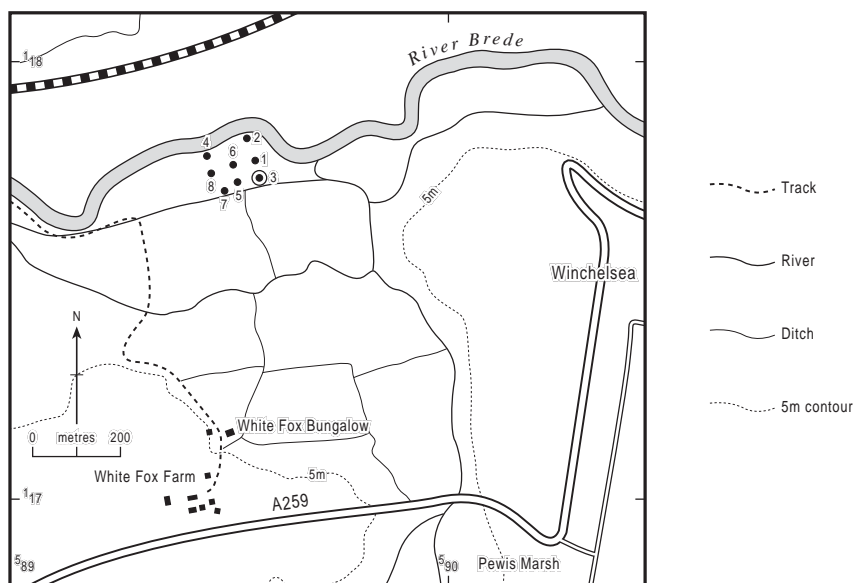 River Brede
¹18
4
2
6
1
8
3
5
7
5m
Track
River
Winchelsea
N
Ditch
5m contour
White Fox Bungalow
0 metres 200
White Fox Farm
5m
¹17
A259
⁵89
⁵90
Pewis Marsh